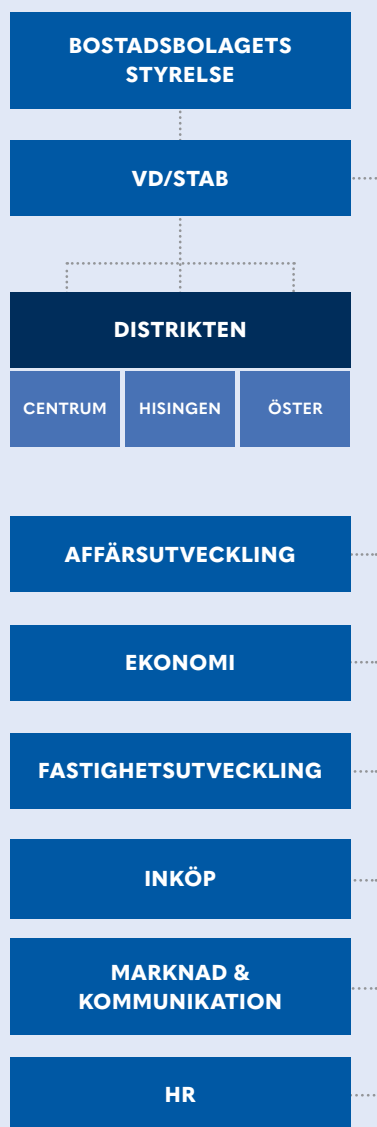 BOSTADSBOLAGETS
STYRELSE
VD/STAB
DISTRIKTEN
CENTRUM
HISINGEN
ÖSTER
AFFÄRSUTVECKLING
EKONOMI
FASTIGHETSUTVECKLING
INKÖP
MARKNAD &
KOMMUNIKATION
HR